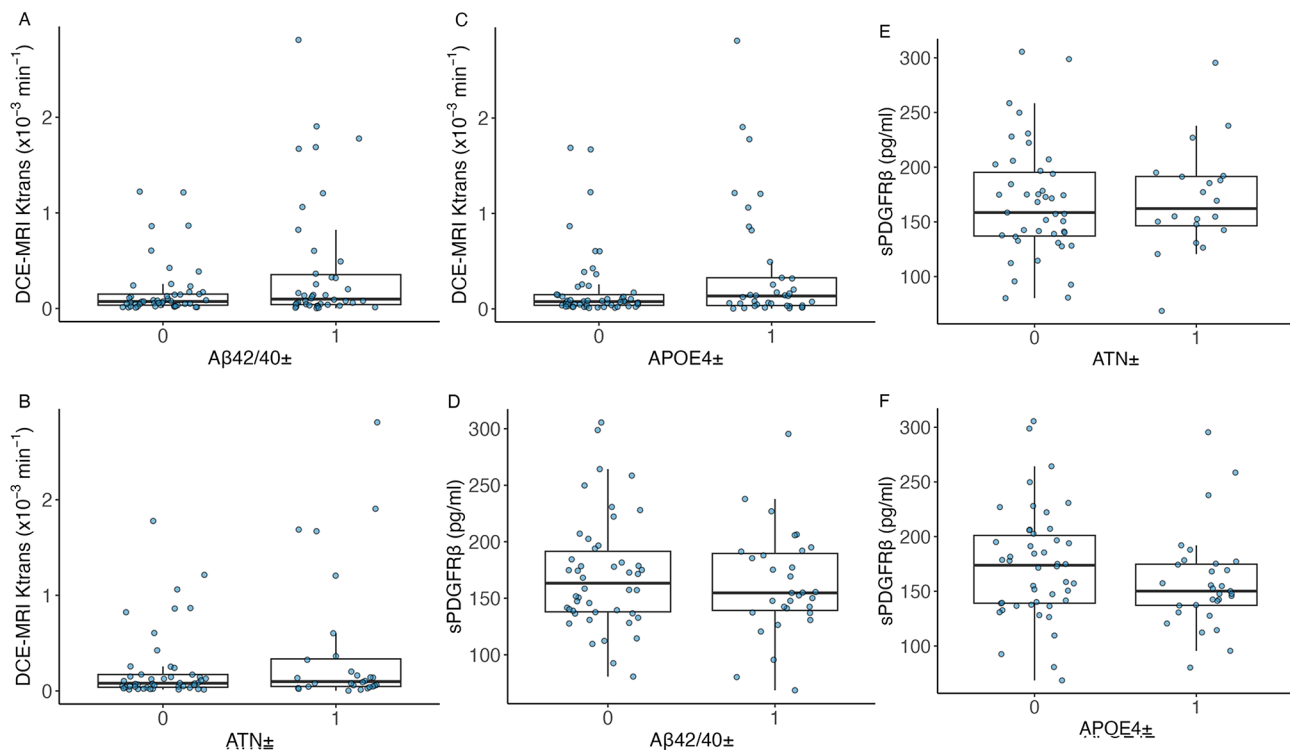 A
DCE-MRI Ktrans (x10⁻³ min⁻¹)
2
1
0
0 1
Aβ42/40±
B
DCE-MRI Ktrans (x10⁻³ min⁻¹)
2
1
0
0 1
ATN±
C
DCE-MRI Ktrans (x10⁻³ min⁻¹)
2
1
0
0 1
APOE4±
D
sPDGFRβ (pg/ml)
300
250
200
150
100
0 1
Aβ42/40±
E
sPDGFRβ (pg/ml)
300
250
200
150
100
0 1
ATN±
F
sPDGFRβ (pg/ml)
300
250
200
150
100
0 1
APOE4±